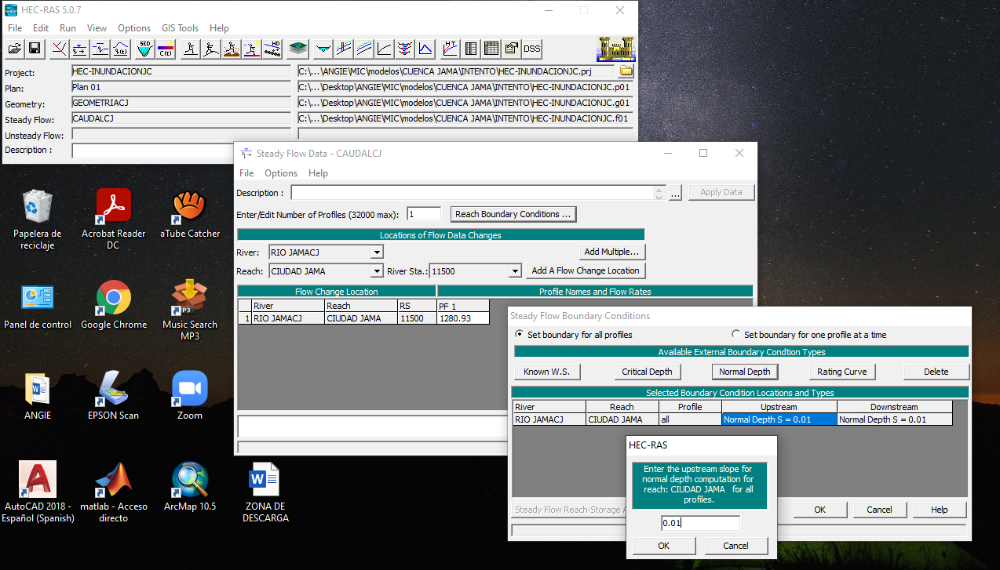 HEC-RAS 5.0.7
File Edit Run View Options GIS Tools Help
SED C(t) HD H T DSS
Project: HEC-INUNDACIONJC C:\...\ANGIE\MIC\modelos\CUENCA JAMA\INTENTO\HEC-INUNDACIONJC.prj
Plan: Plan 01 C:\...\Desktop\ANGIE\MIC\modelos\CUENCA JAMA\INTENTO\HEC-INUNDACIONJC.p01
Geometry: GEOMETRIACJ C:\...\Desktop\ANGIE\MIC\modelos\CUENCA JAMA\INTENTO\HEC-INUNDACIONJC.g01
Steady Flow: CAUDALCJ C:\...\Desktop\ANGIE\MIC\modelos\CUENCA JAMA\INTENTO\HEC-INUNDACIONJC.f01
Unsteady Flow:
Description :
Steady Flow Data - CAUDALCJ
File Options Help
Description : ... Apply Data
Enter/Edit Number of Profiles (32000 max): 1 Reach Boundary Conditions ...
Locations of Flow Data Changes
River: RIO JAMACJ Add Multiple...
Reach: CIUDAD JAMA River Sta.: 11500 Add A Flow Change Location
Flow Change Location Profile Names and Flow Rates
River Reach RS PF 1
1 RIO JAMACJ CIUDAD JAMA 11500 1280.93
Steady Flow Boundary Conditions
Set boundary for all profiles Set boundary for one profile at a time
Available External Boundary Condtion Types
Known W.S. Critical Depth Normal Depth Rating Curve Delete
Selected Boundary Condition Locations and Types
River Reach Profile Upstream Downstream
RIO JAMACJ CIUDAD JAMA all Normal Depth S = 0.01 Normal Depth S = 0.01
Steady Flow Reach-Storage A OK Cancel Help
HEC-RAS
Enter the upstream slope for
normal depth computation for
reach: CIUDAD JAMA for all
profiles.
0.01
OK Cancel
Papelera de
reciclaje
Acrobat Reader
DC
aTube Catcher
Panel de control
Google Chrome
P3
Music Search
MP3
ANGIE
EPSON Scan
Zoom
AutoCAD 2018 -
Español (Spanish)
matlab - Acceso
directo
ArcMap 10.5
ZONA DE
DESCARGA